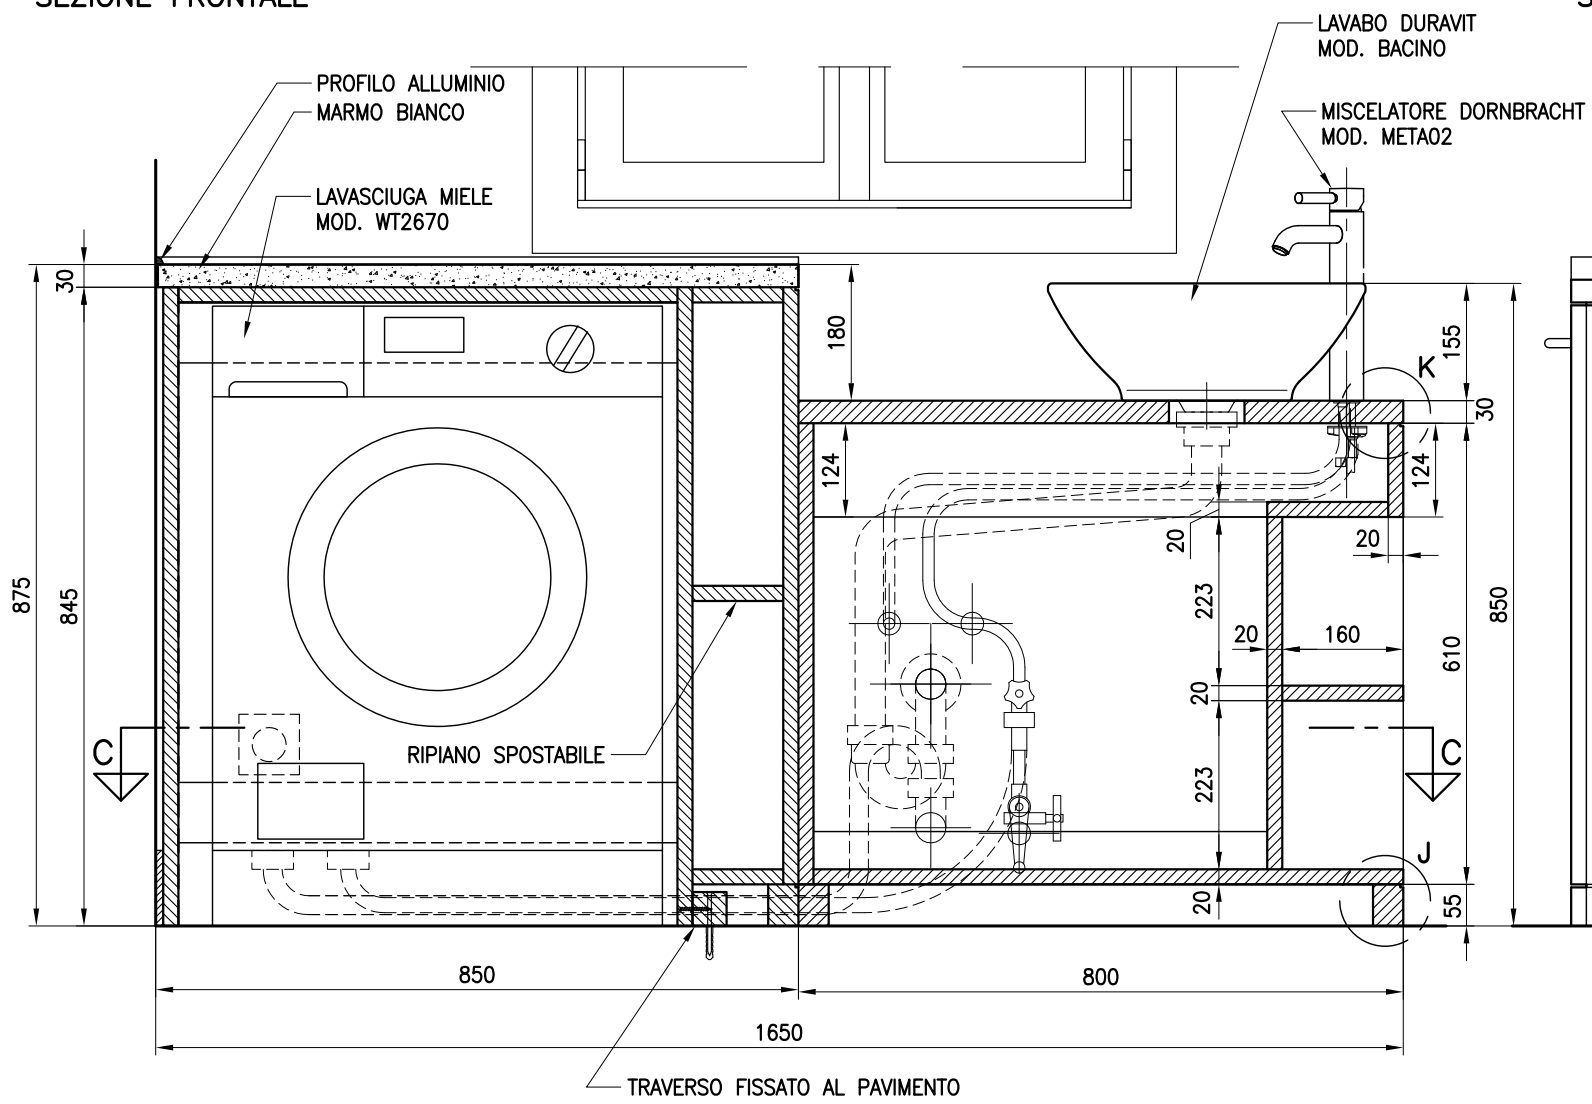 SEZIONE FRONTALE
LAVABO DURAVIT
MOD. BACINO
PROFILO ALLUMINIO
MARMO BIANCO
MISCELATORE DORNBRACHT
MOD. META02
LAVASCIUGA MIELE
MOD. WT2670
30
180
155
K
30
124
124
20
20
875
845
223
850
20
160
610
20
RIPIANO SPOSTABILE
C
C
223
J
20
55
850
800
1650
TRAVERSO FISSATO AL PAVIMENTO